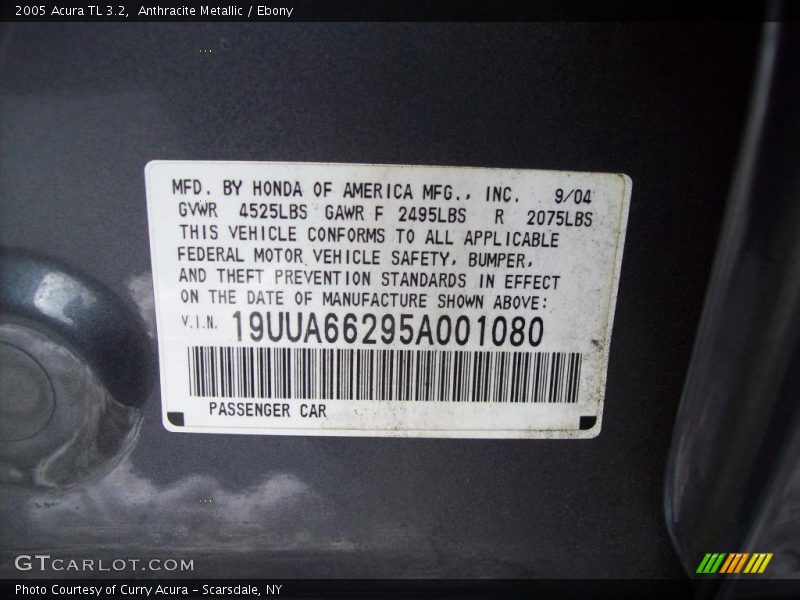 2005 Acura TL 3.2, Anthracite Metallic / Ebony
MFD. BY HONDA OF AMERICA MFG., INC. 9/04
GVWR 4525LBS GAWR F 2495LBS R 2075LBS
THIS VEHICLE CONFORMS TO ALL APPLICABLE
FEDERAL MOTOR VEHICLE SAFETY, BUMPER,
AND THEFT PREVENTION STANDARDS IN EFFECT
ON THE DATE OF MANUFACTURE SHOWN ABOVE:
V.I.N. 19UUA66295A001080
PASSENGER CAR
GTCARLOT.COM
Photo Courtesy of Curry Acura - Scarsdale, NY